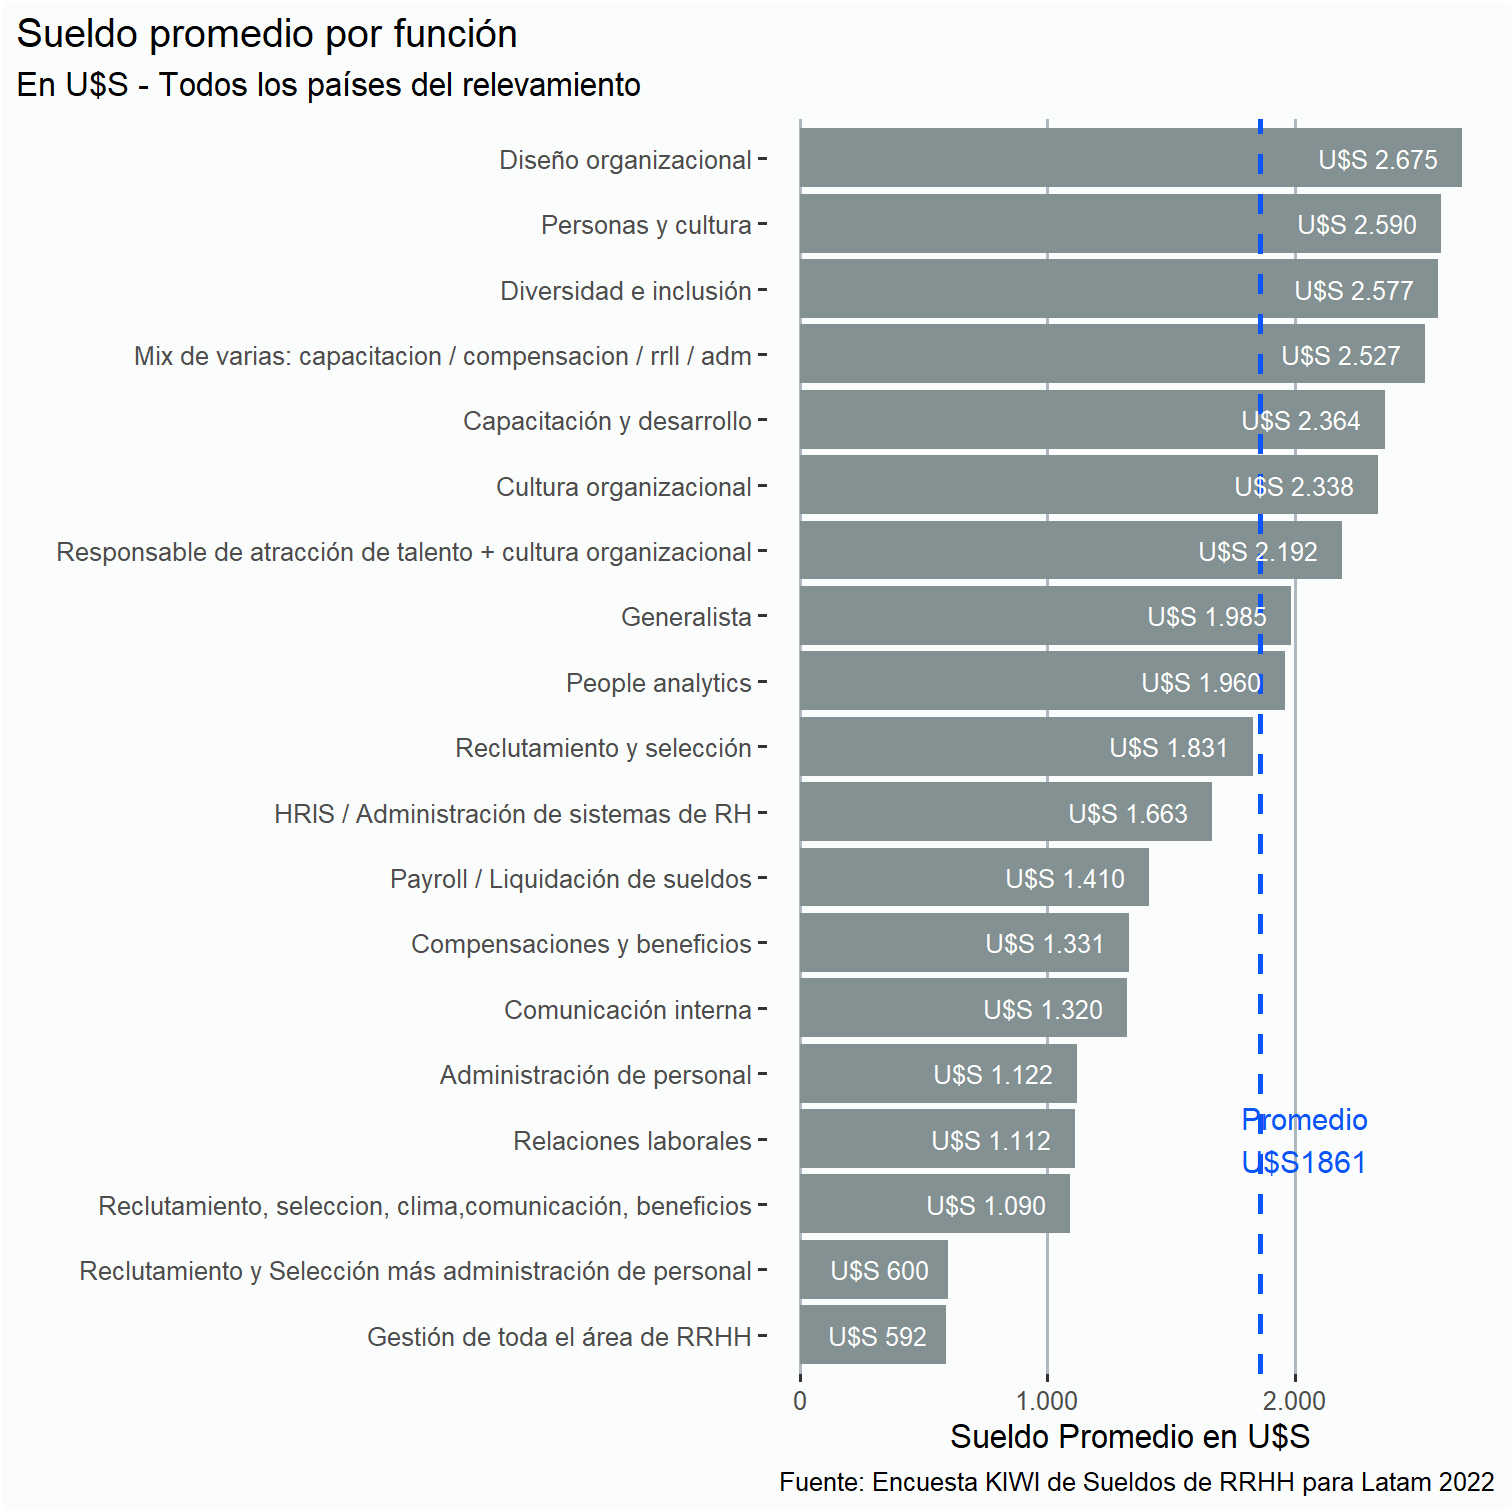 Sueldo promedio por función
En U$S - Todos los países del relevamiento
Diseño organizacional U$S 2.675
Personas y cultura U$S 2.590
Diversidad e inclusión U$S 2.577
Mix de varias: capacitacion / compensacion / rrll / adm U$S 2.527
Capacitación y desarrollo U$S 2.364
Cultura organizacional U$S 2.338
Responsable de atracción de talento + cultura organizacional U$S 2.192
Generalista U$S 1.985
People analytics U$S 1.960
Reclutamiento y selección U$S 1.831
HRIS / Administración de sistemas de RH U$S 1.663
Payroll / Liquidación de sueldos U$S 1.410
Compensaciones y beneficios U$S 1.331
Comunicación interna U$S 1.320
Administración de personal U$S 1.122
Promedio
Relaciones laborales U$S 1.112
U$S1861
Reclutamiento, seleccion, clima,comunicación, beneficios U$S 1.090
Reclutamiento y Selección más administración de personal U$S 600
Gestión de toda el área de RRHH U$S 592
0 1.000 2.000
Sueldo Promedio en U$S
Fuente: Encuesta KIWI de Sueldos de RRHH para Latam 2022